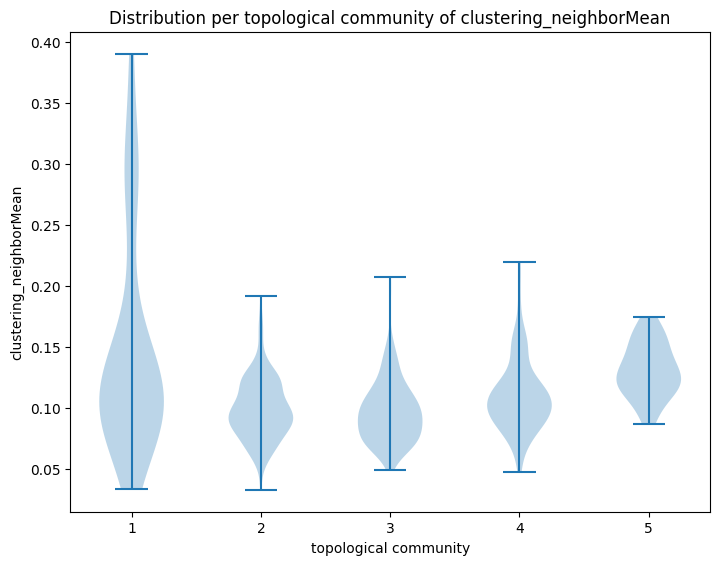 Distribution per topological community of clustering_neighborMean
clustering_neighborMean
0.40
0.35
0.30
0.25
0.20
0.15
0.10
0.05
1 2 3 4 5
topological community